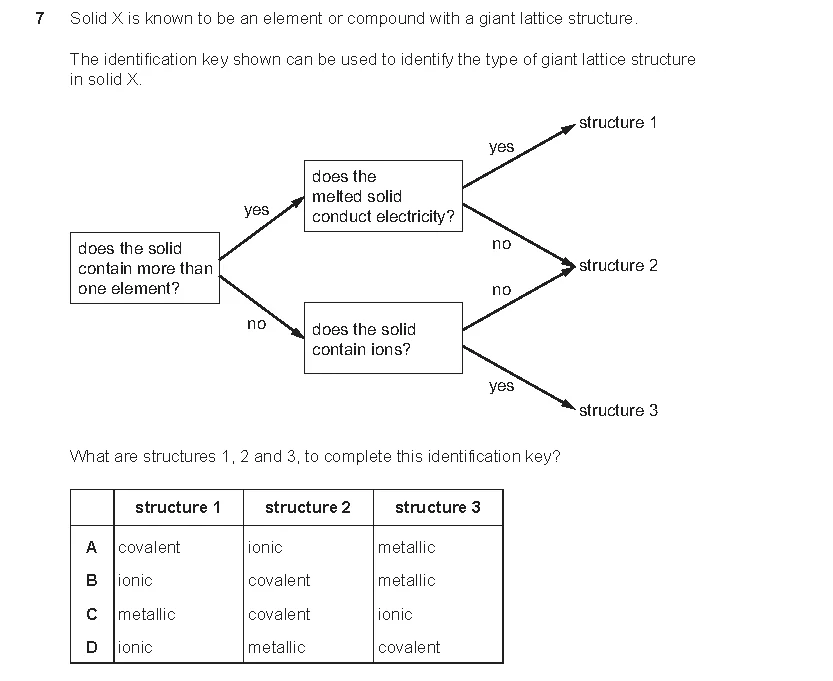 7 Solid X is known to be an element or compound with a giant lattice structure.
The identification key shown can be used to identify the type of giant lattice structure
in solid X.
structure 1
yes
does the
melted solid
conduct electricity?
yes
no
does the solid
contain more than
one element?
structure 2
no
no
does the solid
contain ions?
yes
structure 3
What are structures 1, 2 and 3, to complete this identification key?
structure 1 structure 2 structure 3
A covalent ionic metallic
B ionic covalent metallic
C metallic covalent ionic
D ionic metallic covalent